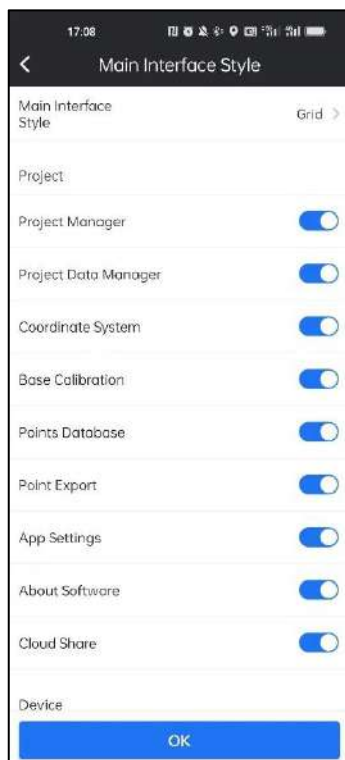 17:08
Main Interface Style
Main Interface
Style
Grid
Project
Project Manager
Project Data Manager
Coordinate System
Base Calibration
Points Database
Point Export
App Settings
About Software
Cloud Share
Device
OK